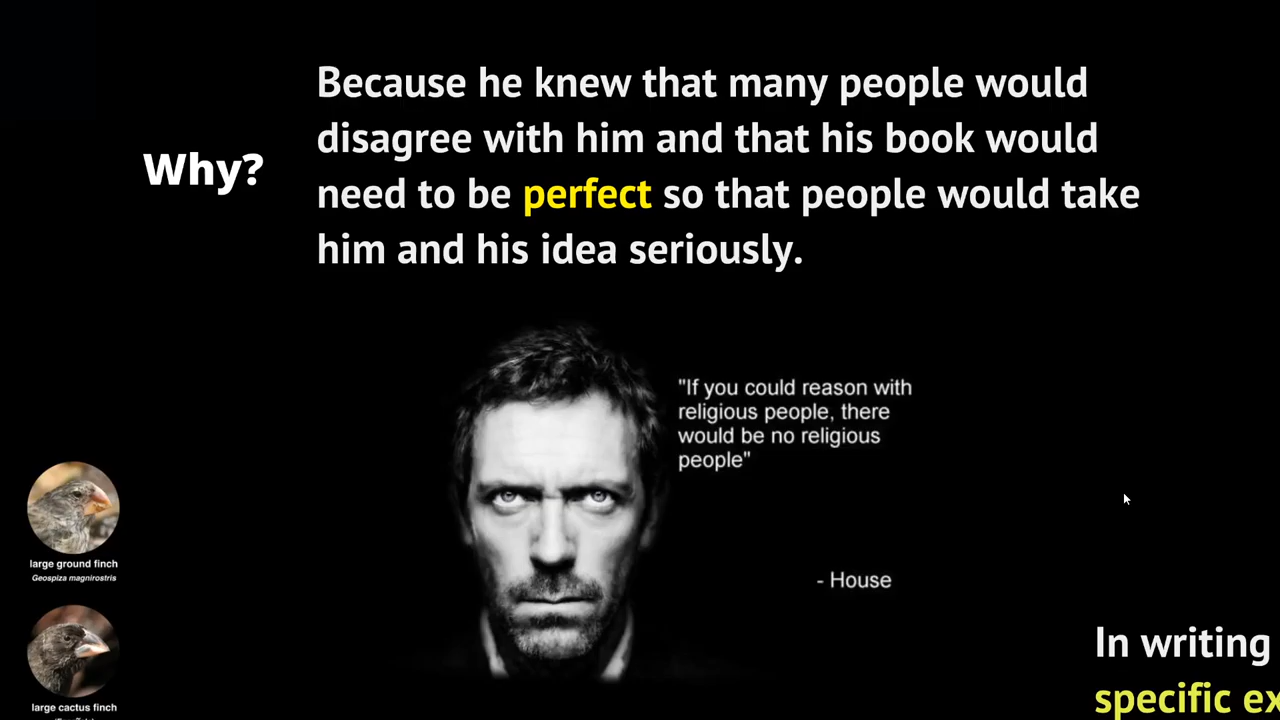 Why?
Because he knew that many people would
disagree with him and that his book would
need to be perfect so that people would take
him and his idea seriously.
"If you could reason with
religious people, there
would be no religious
people"
- House
large ground finch
Geospiza magnirostris
large cactus finch
In writing
specific ex